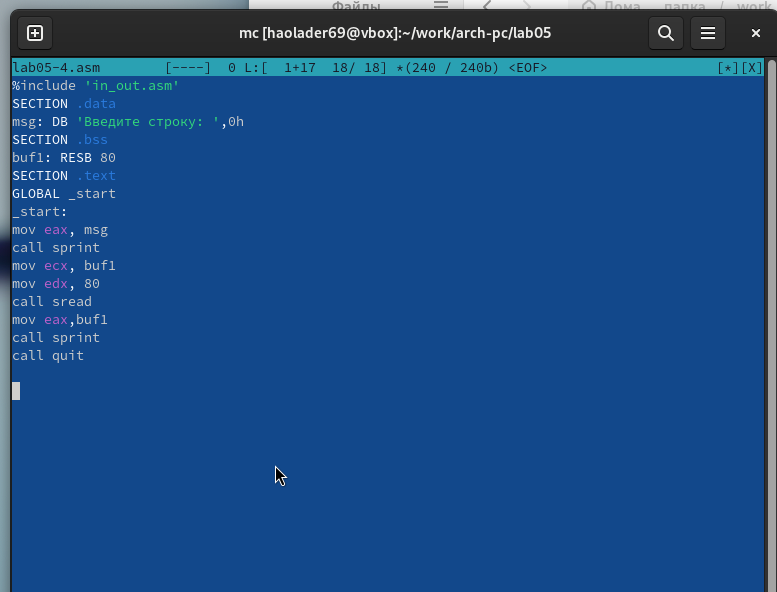 Файлы
Дома папка / work
mc [haolader69@vbox]:~/work/arch-pc/lab05
lab05-4.asm [----] 0 L:[ 1+17 18/ 18] *(240 / 240b) <EOF> [*][X]
%include 'in_out.asm'
SECTION .data
msg: DB 'Введите строку: ',0h
SECTION .bss
buf1: RESB 80
SECTION .text
GLOBAL _start
_start:
mov eax, msg
call sprint
mov ecx, buf1
mov edx, 80
call sread
mov eax,buf1
call sprint
call quit